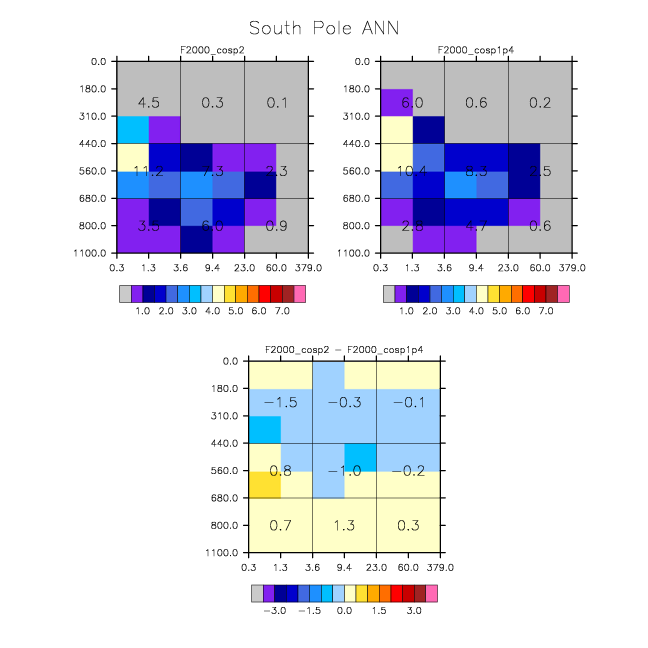 South Pole ANN
F2000_cosp2
F2000_cosp1p4
0.0
180.0
310.0
440.0
560.0
680.0
800.0
1100.0
4.5 0.3 0.1
11.2 7.3 2.3
3.5 6.0 0.9
0.3 1.3 3.6 9.4 23.0 60.0 379.0
1.0 2.0 3.0 4.0 5.0 6.0 7.0
0.0
180.0
310.0
440.0
560.0
680.0
800.0
1100.0
6.0 0.6 0.2
10.4 8.3 2.5
2.8 4.7 0.6
0.3 1.3 3.6 9.4 23.0 60.0 379.0
1.0 2.0 3.0 4.0 5.0 6.0 7.0
F2000_cosp2 - F2000_cosp1p4
0.0
180.0
310.0
440.0
560.0
680.0
800.0
1100.0
-1.5 -0.3 -0.1
0.8 -1.0 -0.2
0.7 1.3 0.3
0.3 1.3 3.6 9.4 23.0 60.0 379.0
-3.0 -1.5 0.0 1.5 3.0